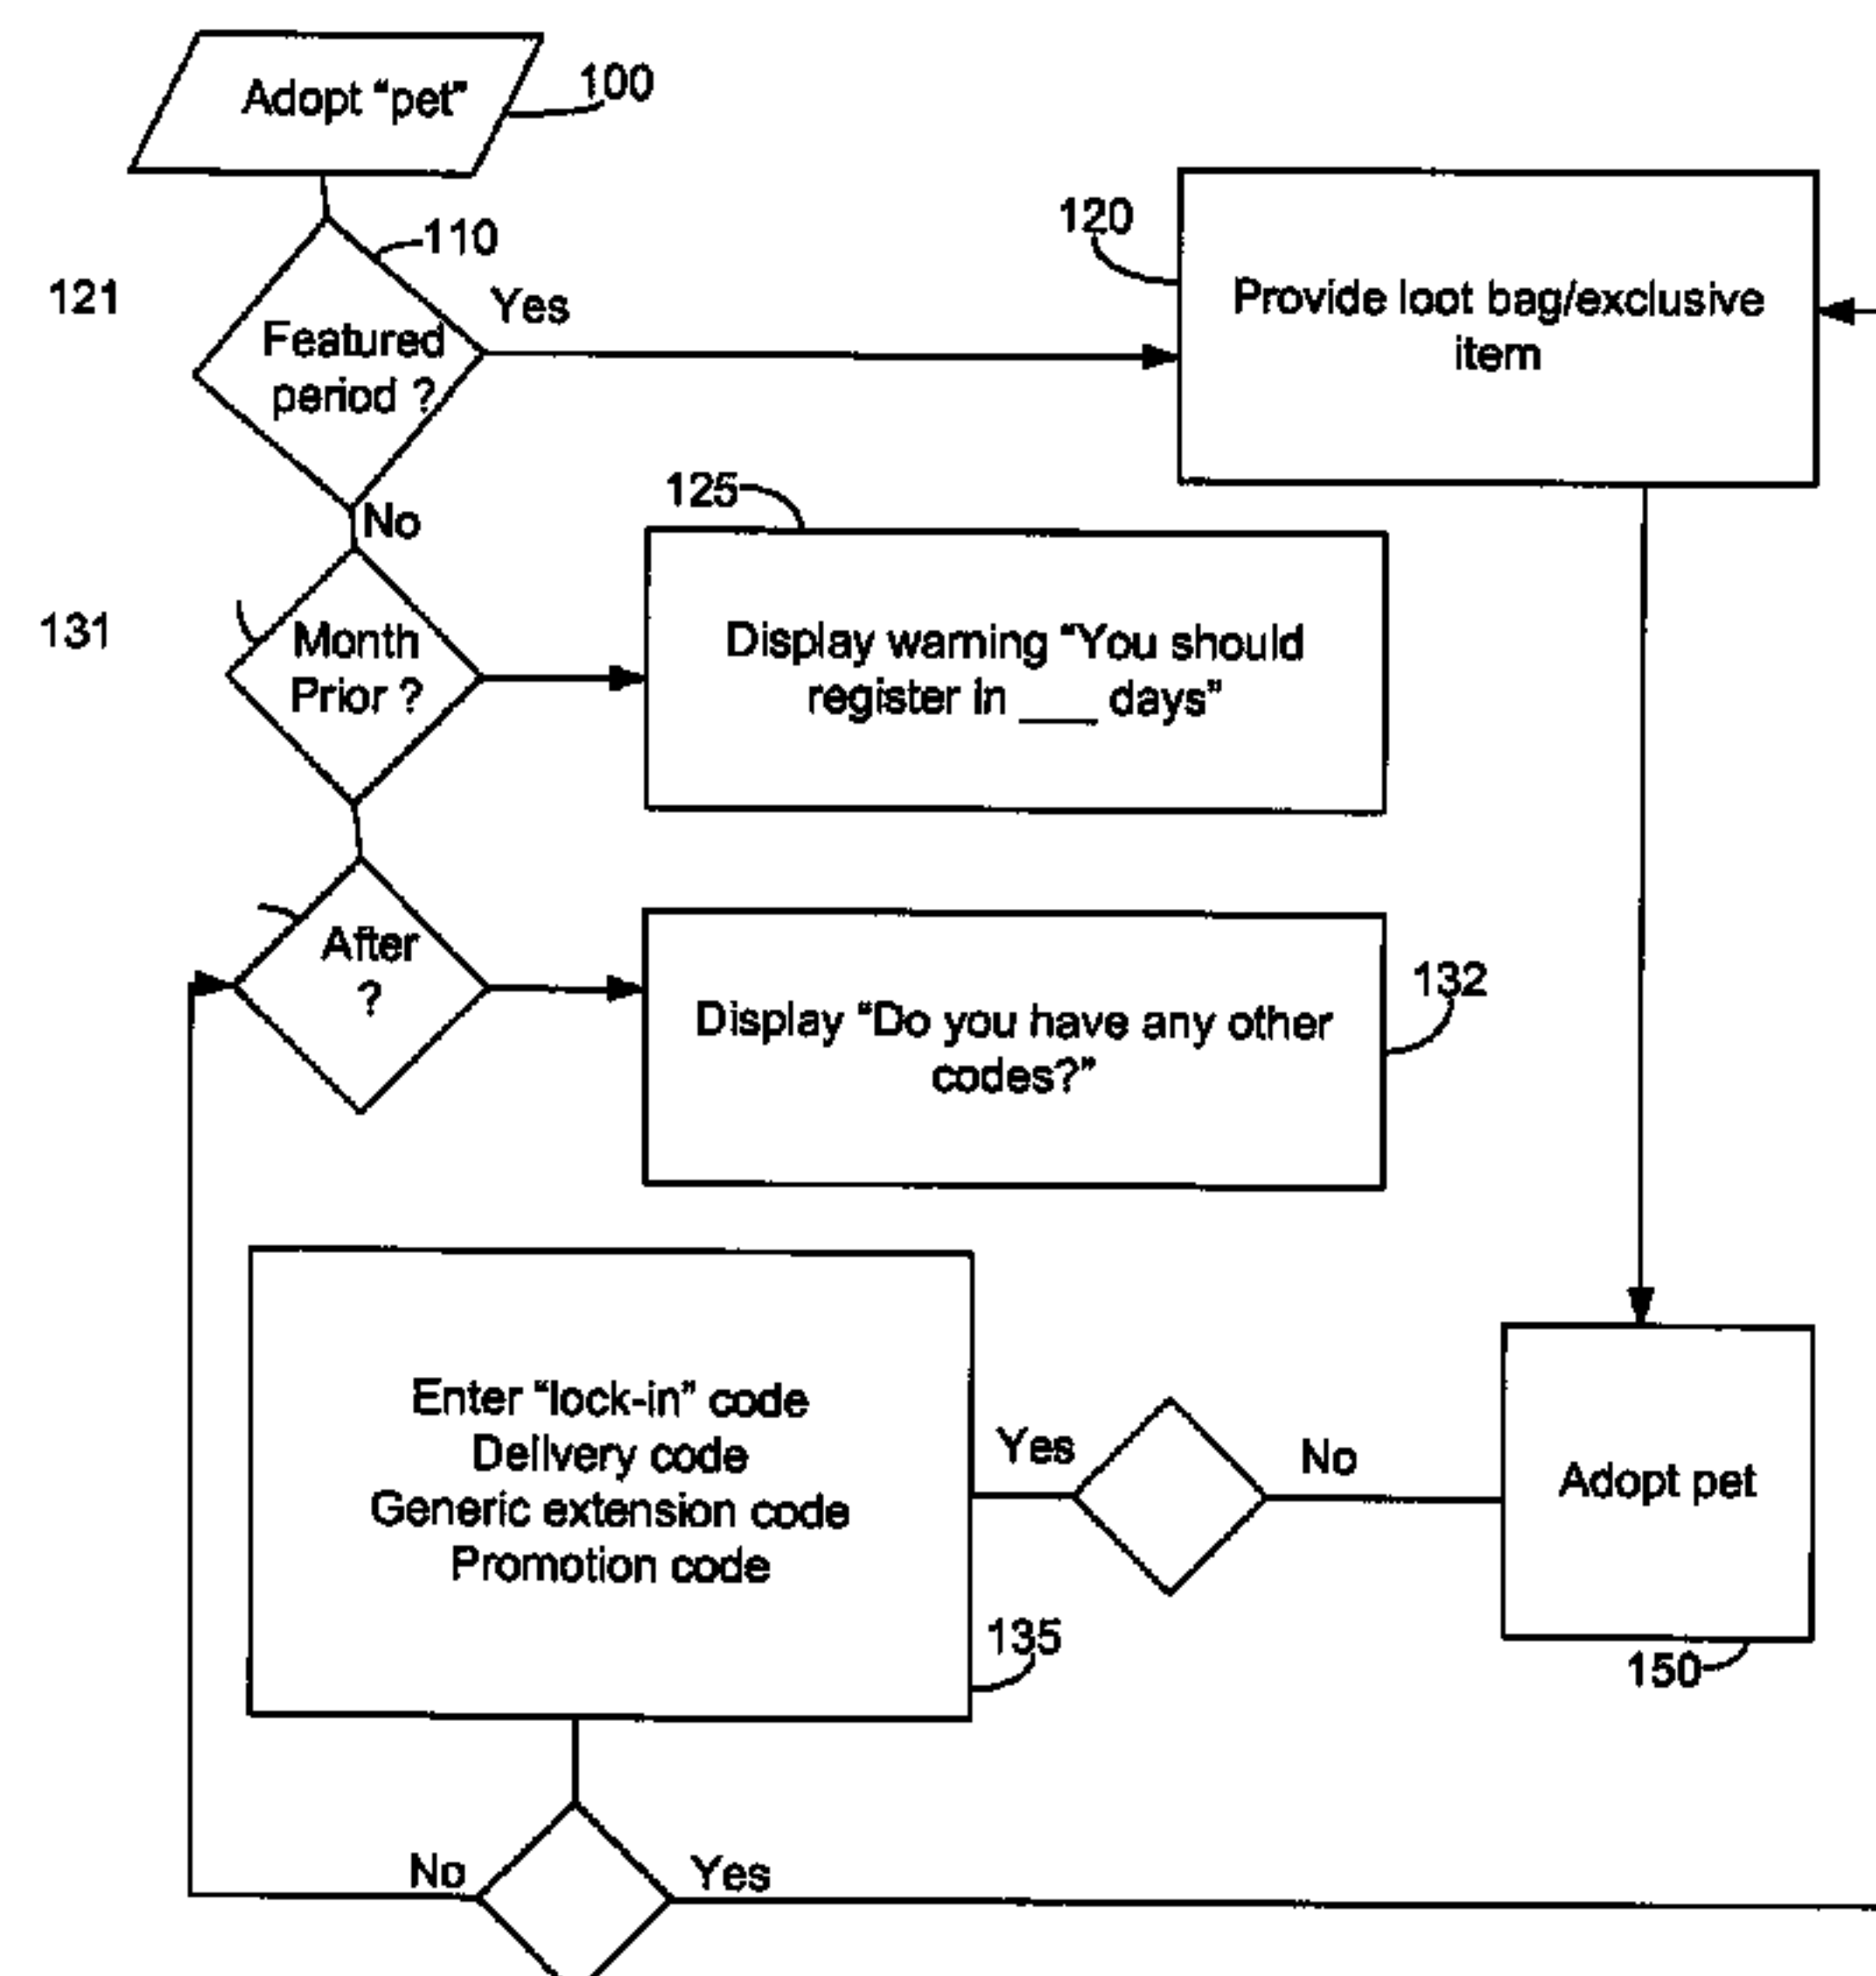 Adopt “pet”
100
110
121
Yes
Featured
period ?
120
Provide loot bag/exclusive
item
No
125
131
Month
Prior ?
Display warning “You should
register in ___ days”
After
?
132
Display “Do you have any other
codes?”
Enter “lock-in” code
Delivery code
Generic extension code
Promotion code
Yes
No
Adopt pet
135
150
No
Yes